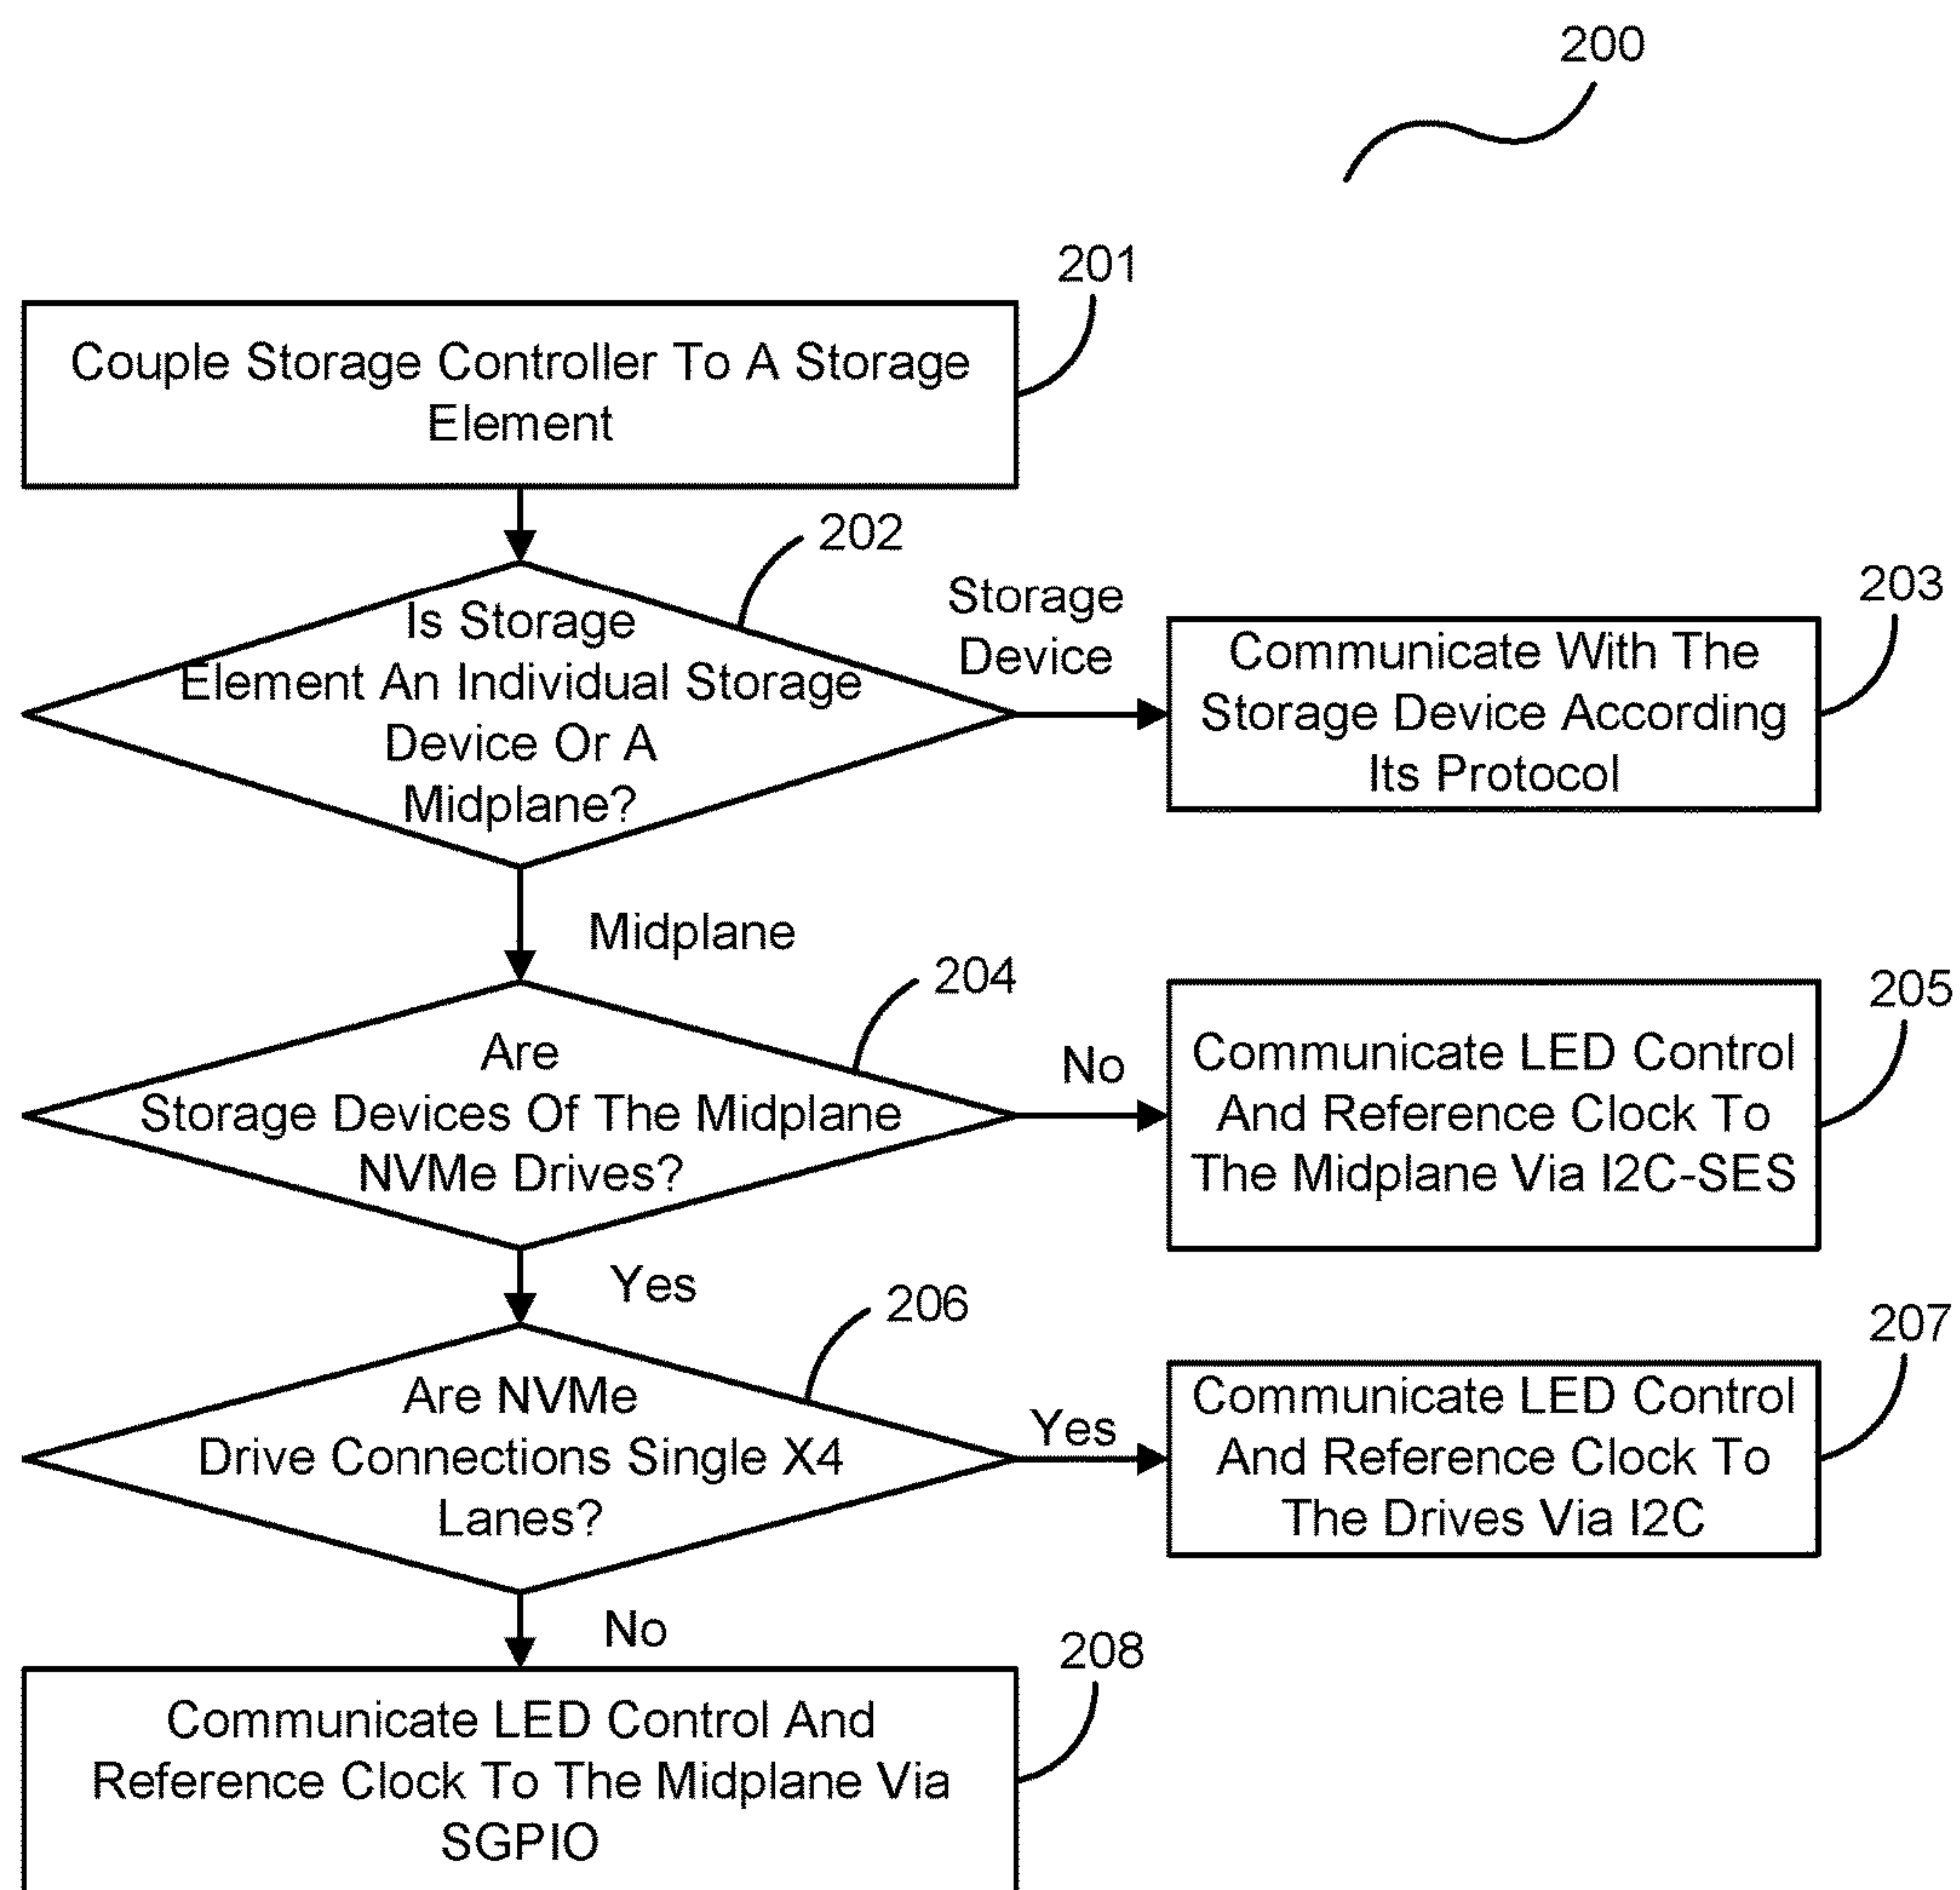 200
201
Couple Storage Controller To A Storage
Element
202
Is Storage
Element An Individual Storage
Device Or A
Midplane?
Storage
Device
203
Communicate With The
Storage Device According
Its Protocol
Midplane
204
Are
Storage Devices Of The Midplane
NVMe Drives?
No
205
Communicate LED Control
And Reference Clock To
The Midplane Via I2C-SES
Yes
206
Are NVMe
Drive Connections Single X4
Lanes?
Yes
207
Communicate LED Control
And Reference Clock To
The Drives Via I2C
No
208
Communicate LED Control And
Reference Clock To The Midplane Via
SGPIO